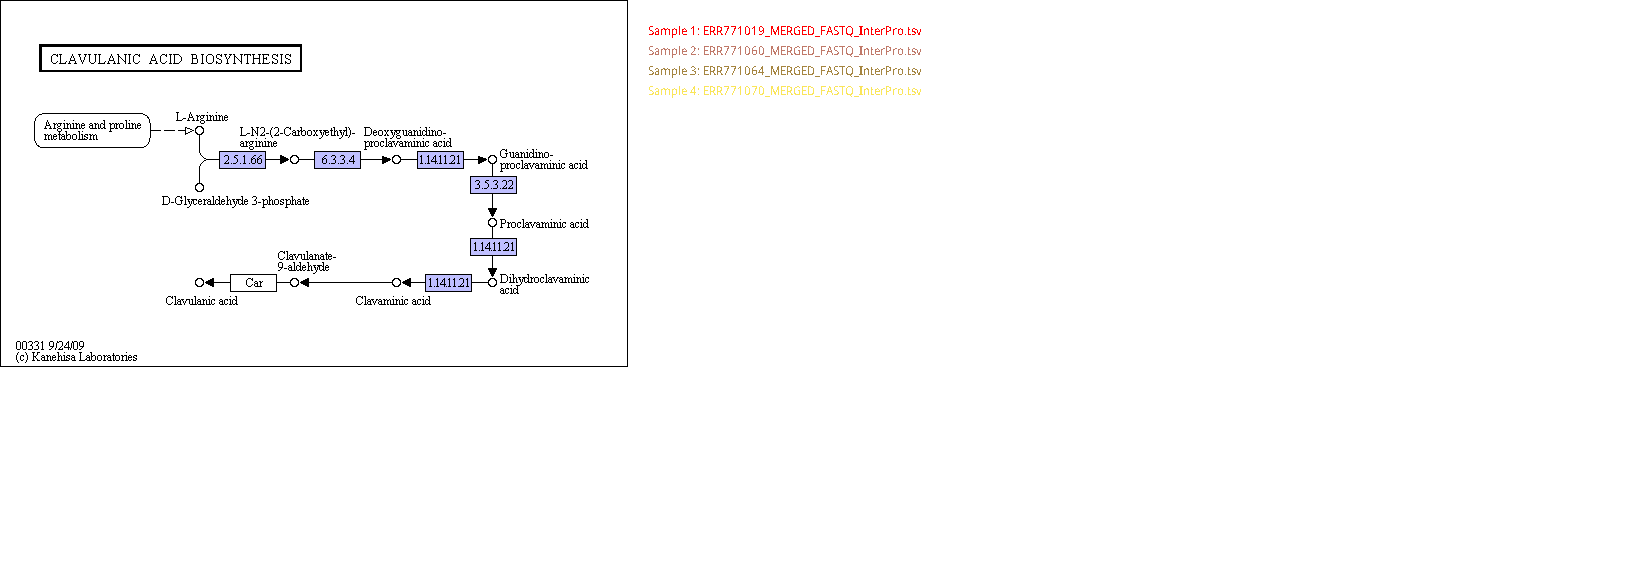 CLAVULANIC ACID BIOSYNTHESIS
Sample 1: ERR771019_MERGED_FASTQ_InterPro.tsv
Sample 2: ERR771060_MERGED_FASTQ_InterPro.tsv
Sample 3: ERR771064_MERGED_FASTQ_InterPro.tsv
Sample 4: ERR771070_MERGED_FASTQ_InterPro.tsv
Arginine and proline
metabolism
L-Arginine
L-N2-(2-Carboxyethyl)-
arginine
Deoxyguanidino-
proclavaminic acid
2.5.1.66
6.3.3.4
1.14.11.21
Guanidino-
proclavaminic acid
3.5.3.22
D-Glyceraldehyde 3-phosphate
Proclavaminic acid
1.14.11.21
Clavulanate-
9-aldehyde
Car
1.14.11.21
Dihydroclavaminic
acid
Clavulanic acid
Clavaminic acid
00331 9/24/09
(c) Kanehisa Laboratories